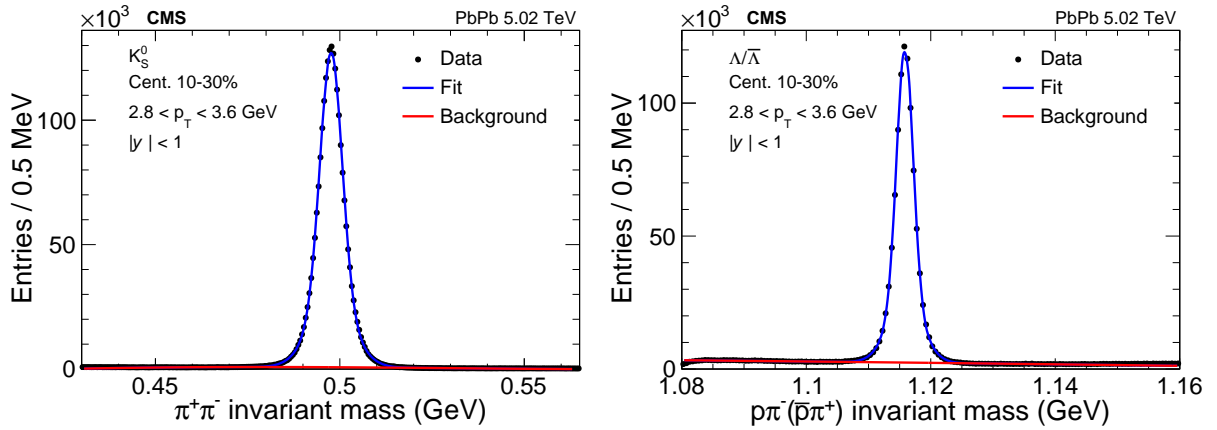 ×10³ CMS PbPb 5.02 TeV
K⁰_S
Cent. 10-30%
2.8 < p_T < 3.6 GeV
|y| < 1
Data
Fit
Background
Entries / 0.5 MeV
100
50
0
0.45 0.5 0.55
π⁺π⁻ invariant mass (GeV)
×10³ CMS PbPb 5.02 TeV
Λ/Λ̅
Cent. 10-30%
2.8 < p_T < 3.6 GeV
|y| < 1
Data
Fit
Background
Entries / 0.5 MeV
100
50
0
1.08 1.1 1.12 1.14 1.16
pπ⁻(p̅π⁺) invariant mass (GeV)